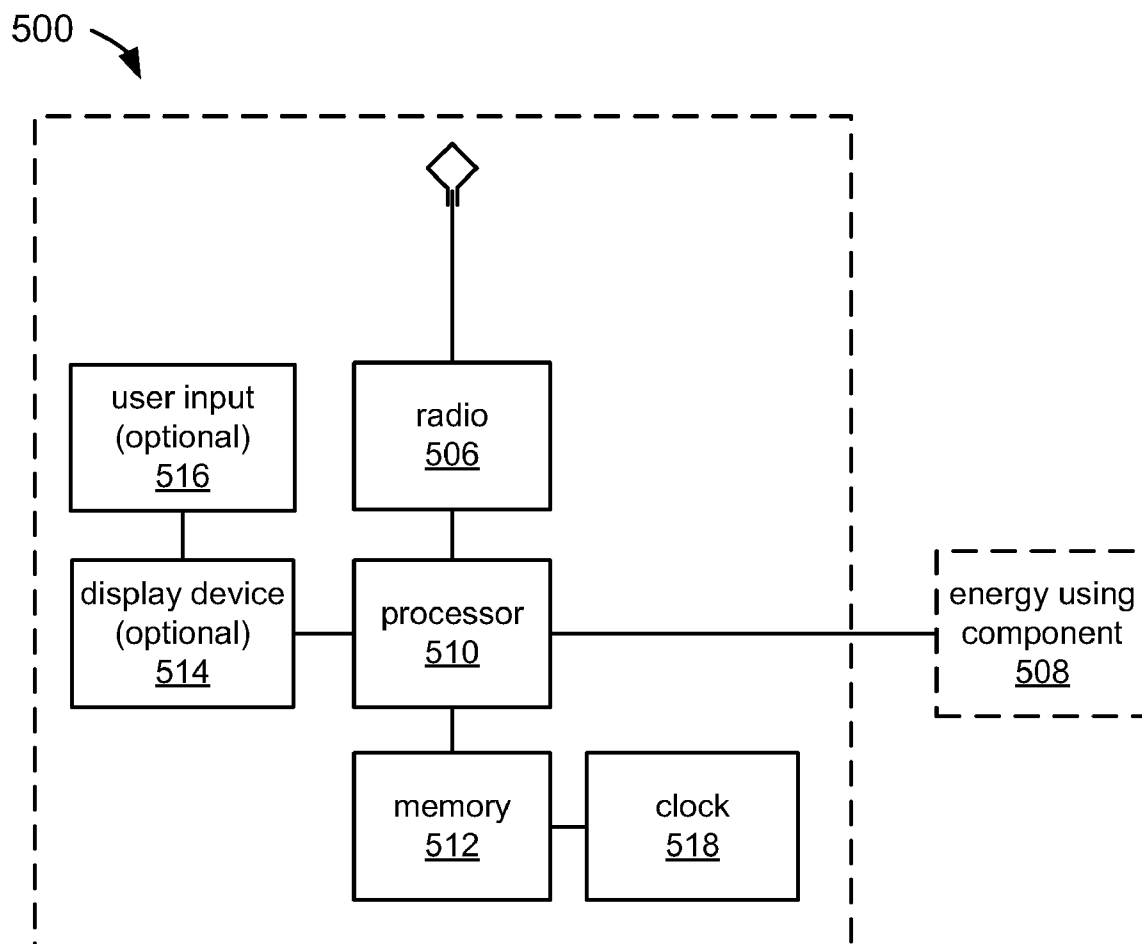 500
user input
(optional)
516
radio
506
display device
(optional)
514
processor
510
energy using
component
508
memory
512
clock
518